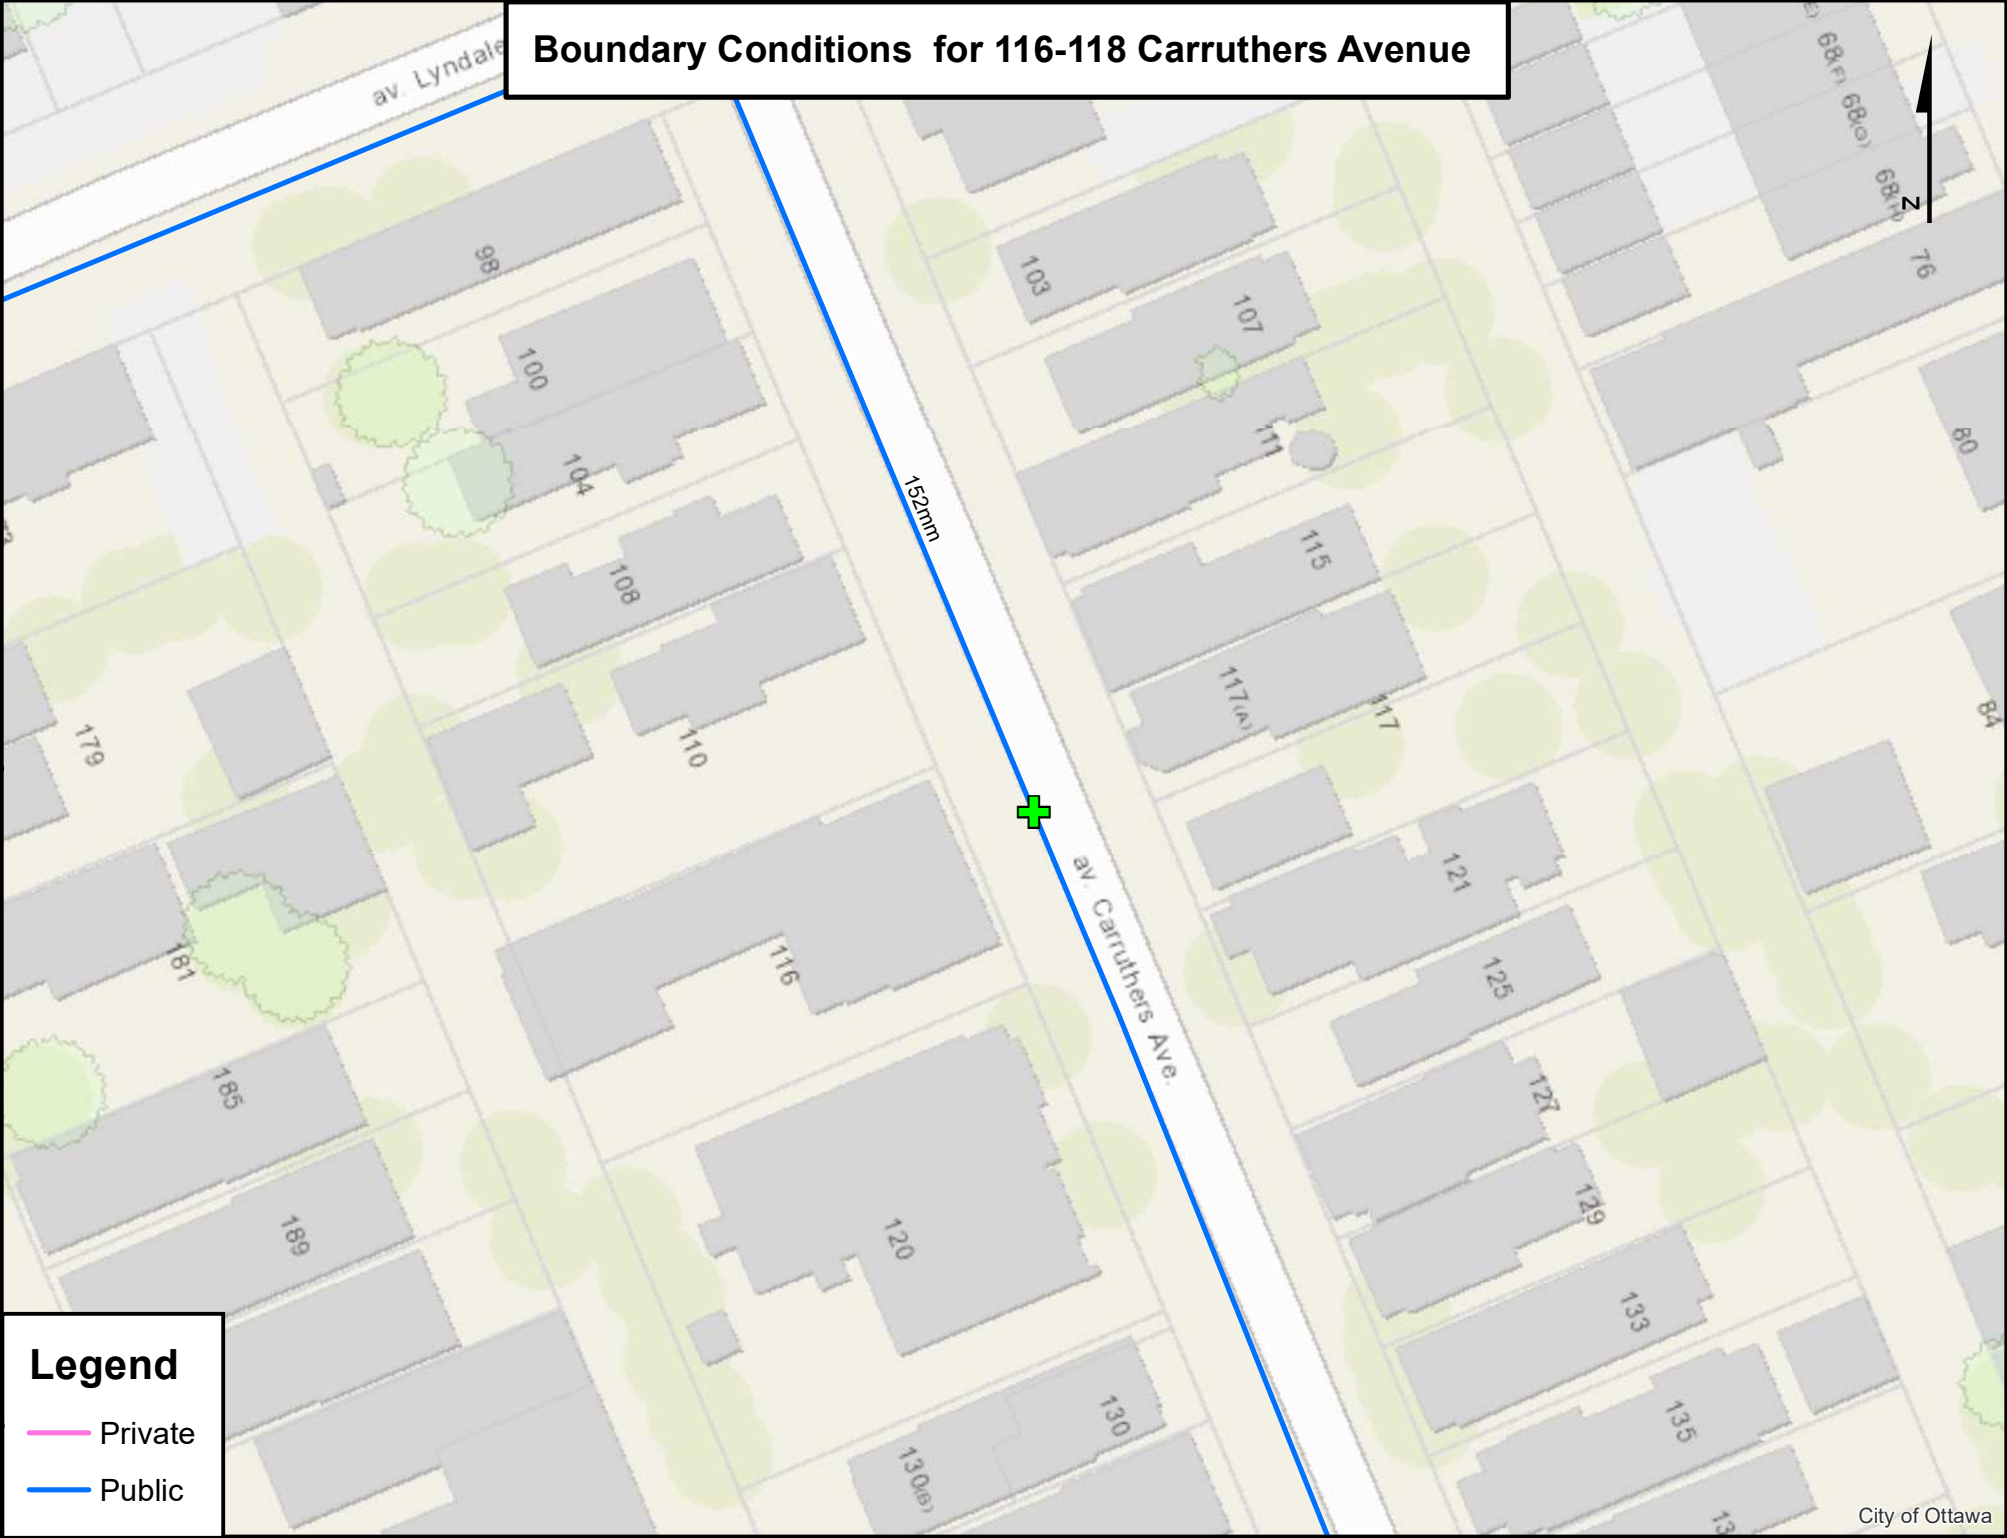 Boundary Conditions for 116-118 Carruthers Avenue
av. Lyndale
68(F)
68(G)
68(H)
N
76
98
103
107
100
111
80
104
152mm
115
108
117(A)
117
84
179
110
av. Carruthers Ave.
121
181
116
125
185
127
129
189
120
133
130
135
130(B)
Legend
Private
Public
City of Ottawa